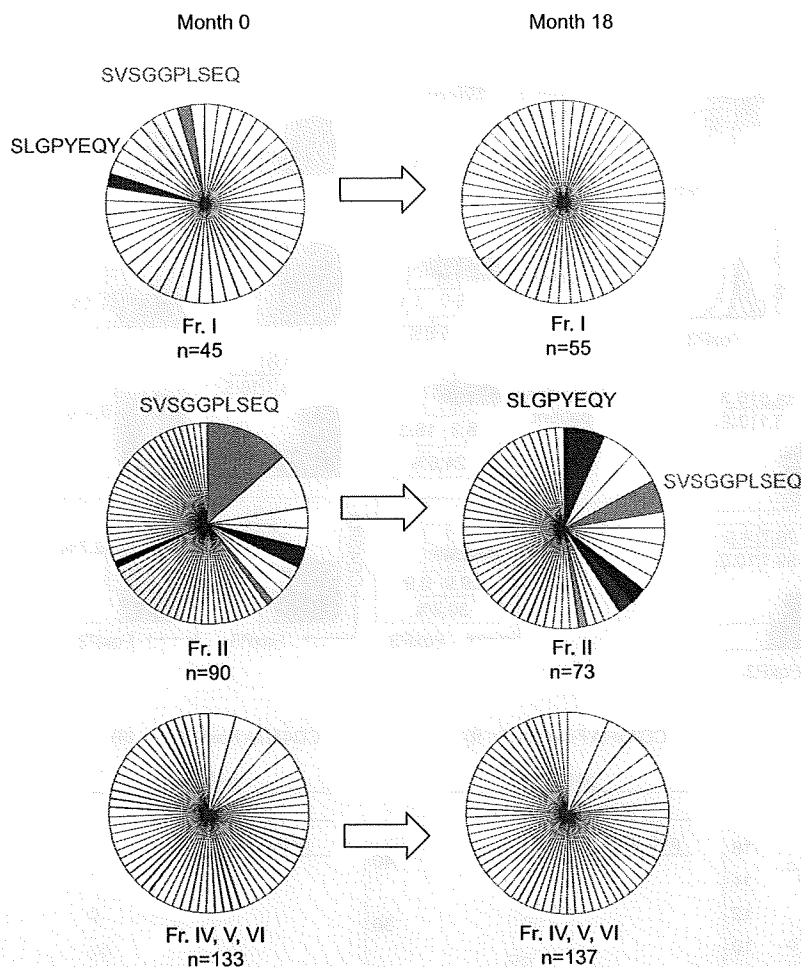 Month 0
Month 18
SVSGGPLSEQ
SLGPYEQY
Fr. I
n=45
Fr. I
n=55
SVSGGPLSEQ
SLGPYEQY
SVSGGPLSEQ
Fr. II
n=90
Fr. II
n=73
Fr. IV, V, VI
n=133
Fr. IV, V, VI
n=137